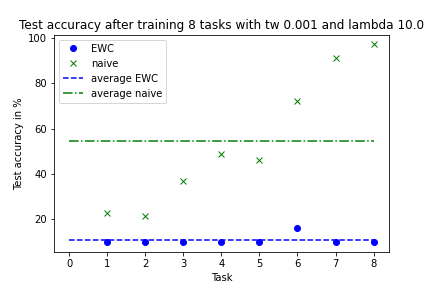 Test accuracy after training 8 tasks with tw 0.001 and lambda 10.0
100
80
60
40
20
Test accuracy in %
EWC
naive
average EWC
average naive
0 1 2 3 4 5 6 7 8
Task